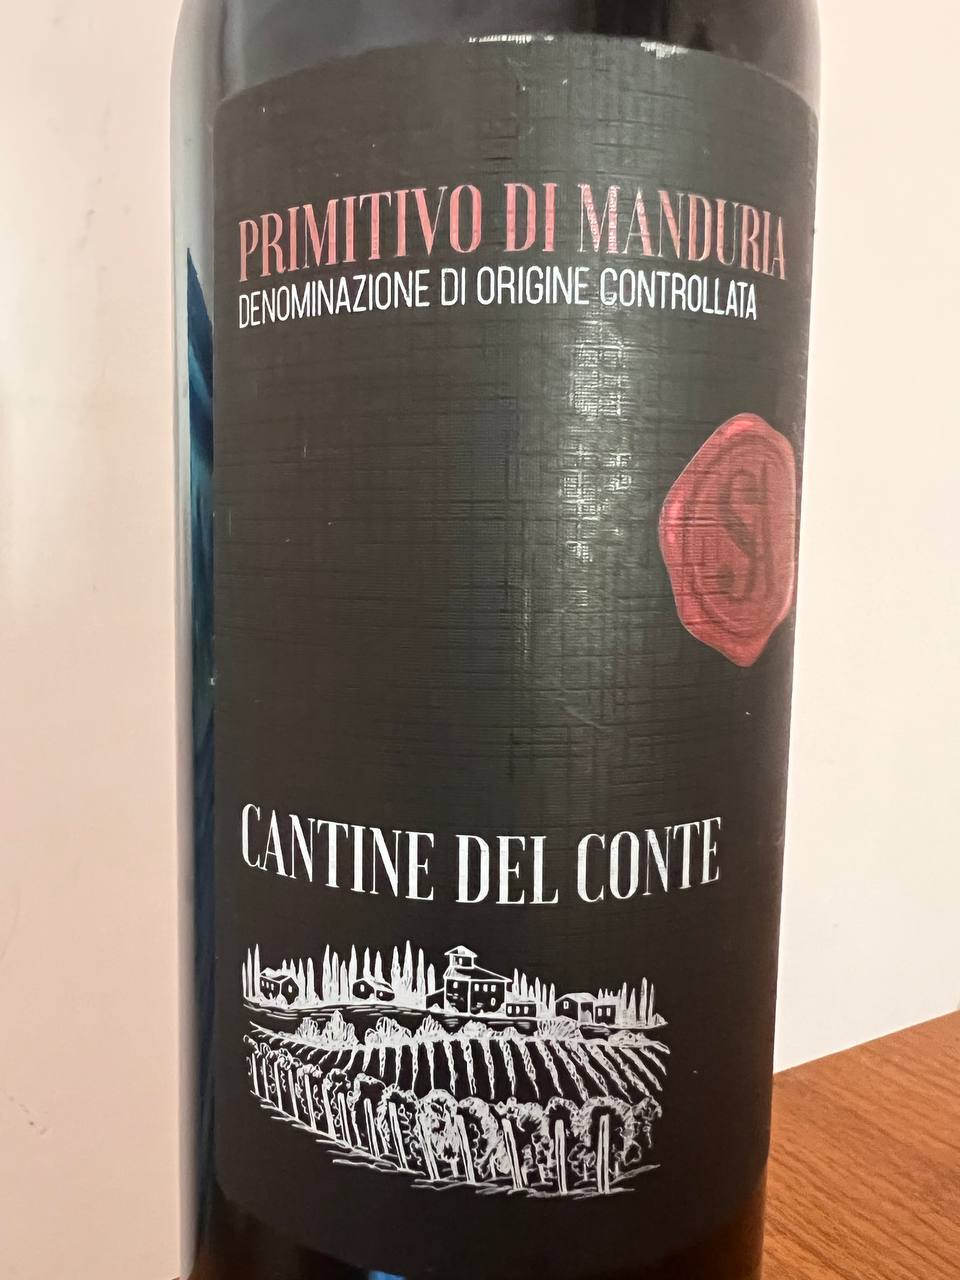 PRIMITIVO DI MANDURIA
DENOMINAZIONE DI ORIGINE CONTROLLATA
CANTINE DEL CONTE